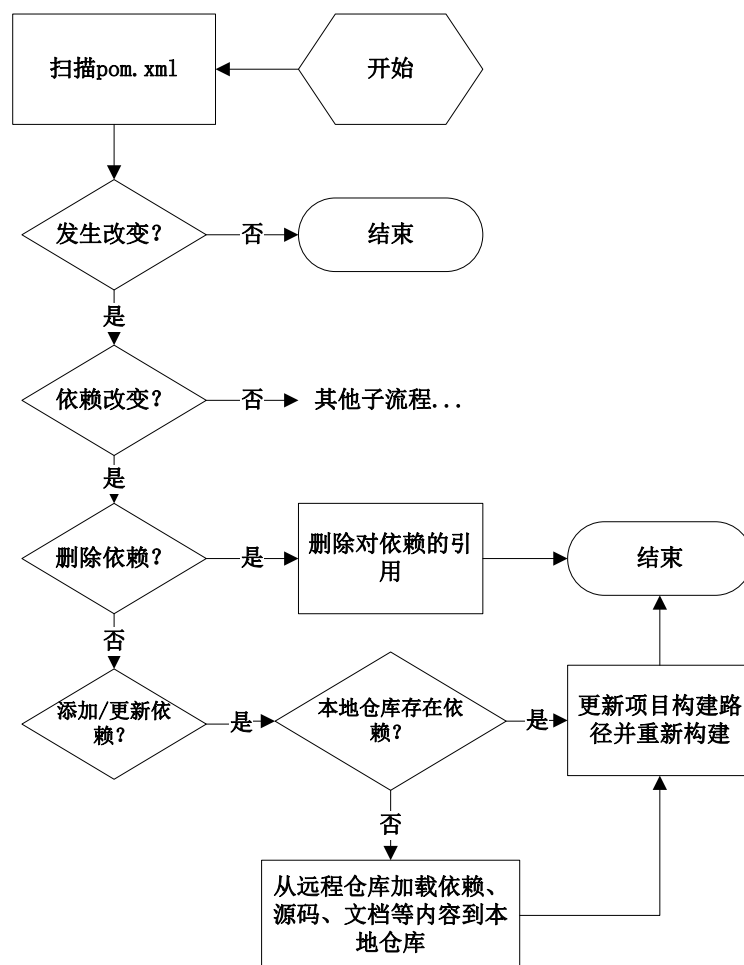 扫描pom.xml
开始
发生改变?
否
结束
是
依赖改变?
否
其他子流程...
是
删除依赖?
是
删除对依赖的引
用
结束
否
添加/更新依
赖?
是
本地仓库存在依
赖?
是
更新项目构建路
径并重新构建
否
从远程仓库加载依赖、
源码、文档等内容到本
地仓库